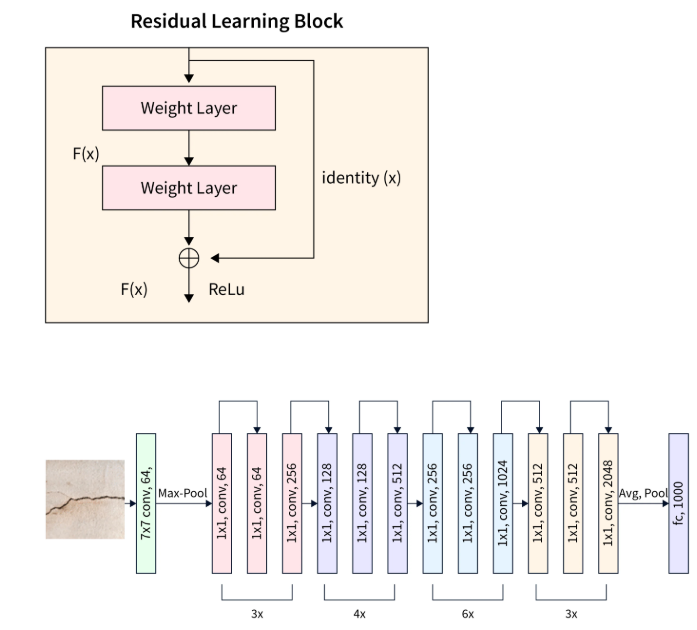 Residual Learning Block
Weight Layer
F(x)
Weight Layer
identity (x)
F(x)
ReLu
7x7 conv, 64,
Max-Pool
1x1, conv, 64
1x1, conv, 64
1x1, conv, 256
1x1, conv, 128
1x1, conv, 128
1x1, conv, 512
1x1, conv, 256
1x1, conv, 256
1x1, conv, 1024
1x1, conv, 512
1x1, conv, 512
1x1, conv, 2048
Avg, Pool
fc, 1000
3x
4x
6x
3x